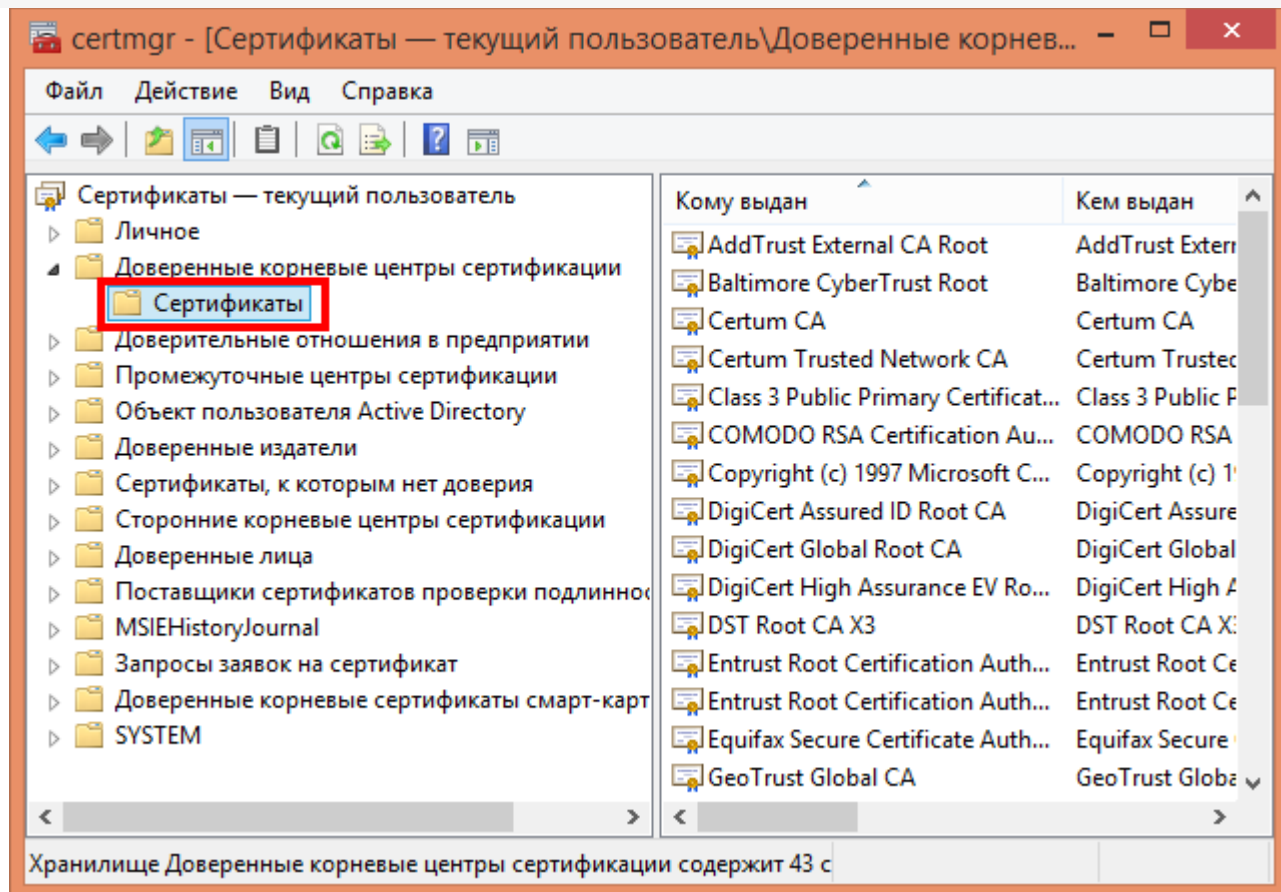 certmgr - [Сертификаты — текущий пользователь\Доверенные корнев...
Файл Действие Вид Справка
Сертификаты — текущий пользователь
Личное
Доверенные корневые центры сертификации
Сертификаты
Доверительные отношения в предприятии
Промежуточные центры сертификации
Объект пользователя Active Directory
Доверенные издатели
Сертификаты, к которым нет доверия
Сторонние корневые центры сертификации
Доверенные лица
Поставщики сертификатов проверки подлиннос
MSIEHistoryJournal
Запросы заявок на сертификат
Доверенные корневые сертификаты смарт-карт
SYSTEM
Кому выдан Кем выдан
AddTrust External CA Root AddTrust Extern
Baltimore CyberTrust Root Baltimore Cybe
Certum CA Certum CA
Certum Trusted Network CA Certum Trusted
Class 3 Public Primary Certificat... Class 3 Public P
COMODO RSA Certification Au... COMODO RSA
Copyright (c) 1997 Microsoft C... Copyright (c) 1
DigiCert Assured ID Root CA DigiCert Assure
DigiCert Global Root CA DigiCert Global
DigiCert High Assurance EV Ro... DigiCert High A
DST Root CA X3 DST Root CA X3
Entrust Root Certification Auth... Entrust Root Ce
Entrust Root Certification Auth... Entrust Root Ce
Equifax Secure Certificate Auth... Equifax Secure
GeoTrust Global CA GeoTrust Globa
Хранилище Доверенные корневые центры сертификации содержит 43 с